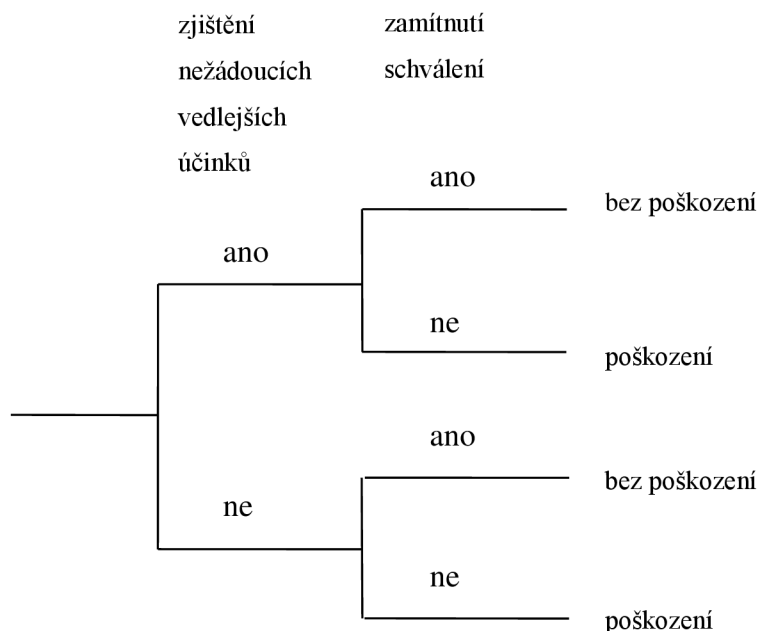 zjištění
nežádoucích
vedlejších
účinků
zamítnutí
schválení
ano
bez poškození
ano
ne
poškození
ano
bez poškození
ne
ne
poškození